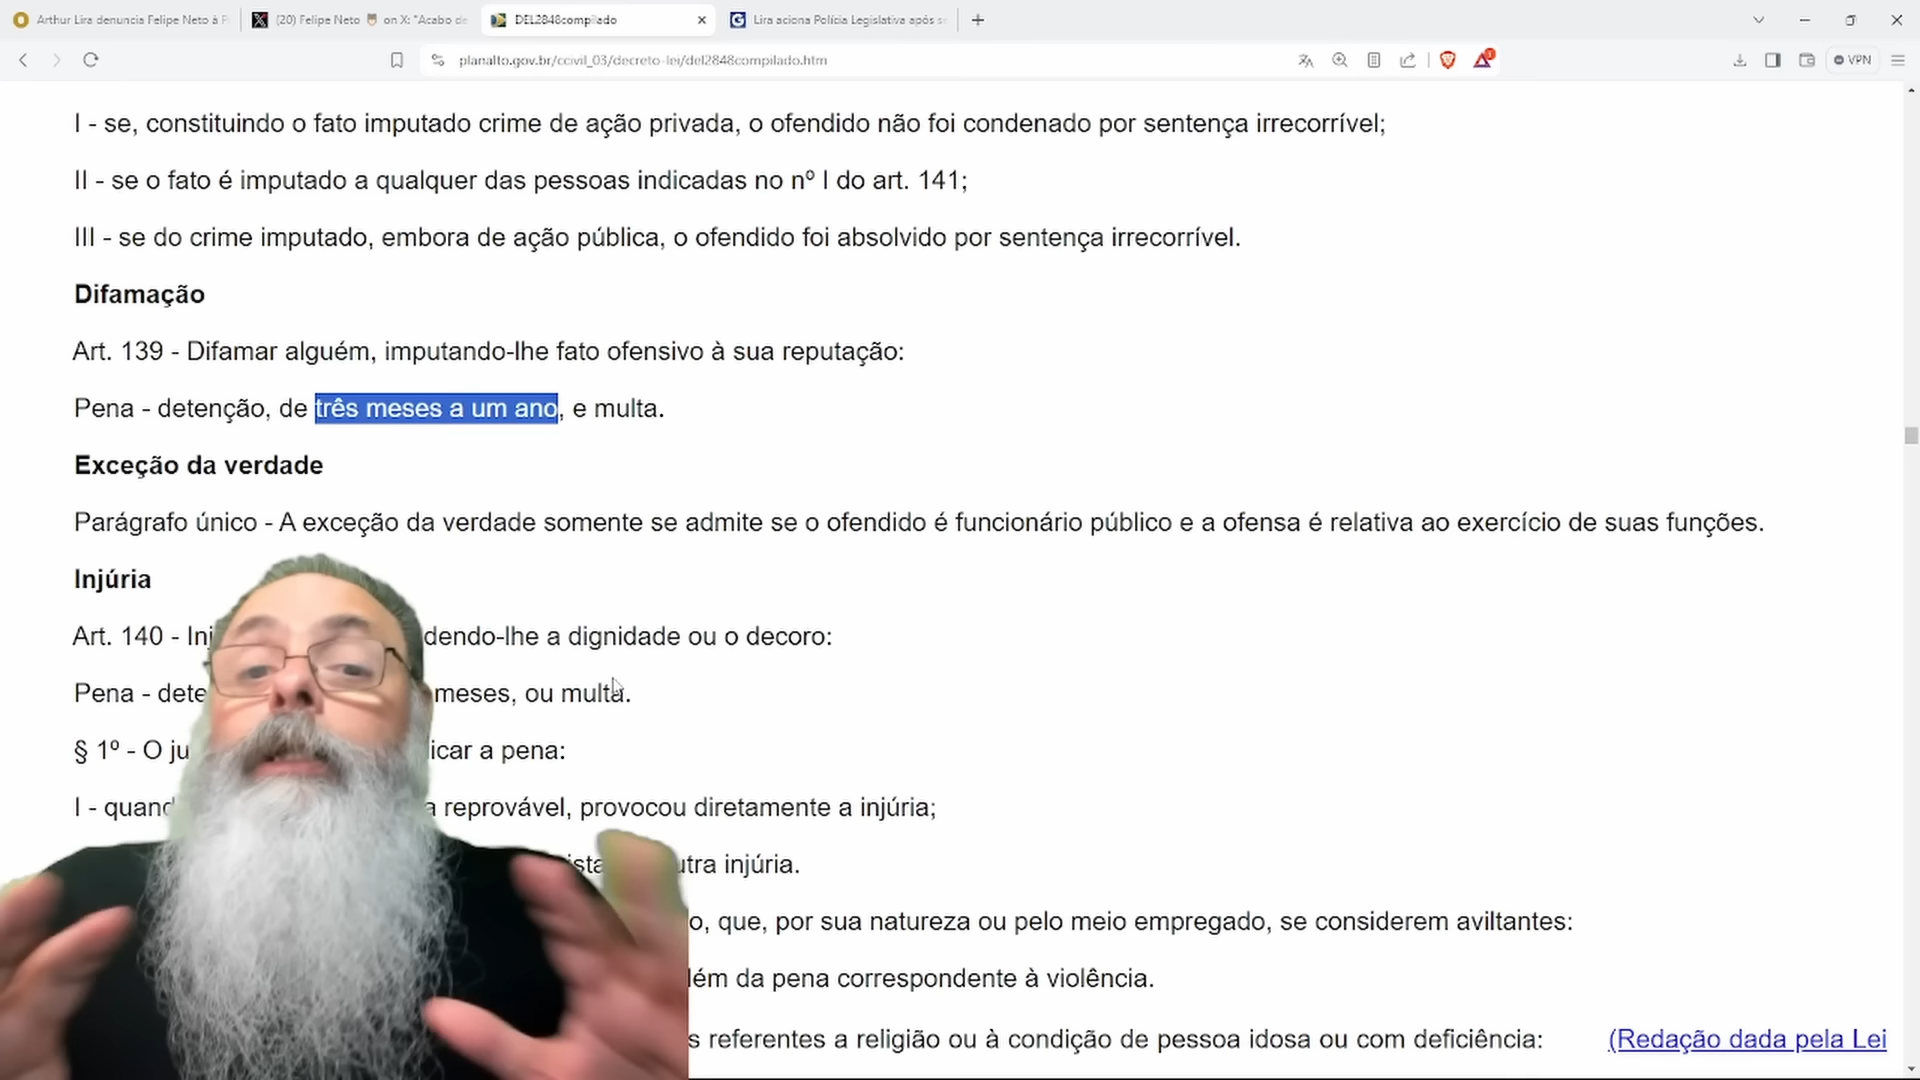 Arthur Lira denuncia Felipe Neto à P
(20) Felipe Neto on X: "Acabo de
DEL2848compilado
Lira aciona Polícia Legislativa após s
planalto.gov.br/ccivil_03/decreto-lei/del2848compilado.htm
VPN
I - se, constituindo o fato imputado crime de ação privada, o ofendido não foi condenado por sentença irrecorrível;
II - se o fato é imputado a qualquer das pessoas indicadas no nº I do art. 141;
III - se do crime imputado, embora de ação pública, o ofendido foi absolvido por sentença irrecorrível.
Difamação
Art. 139 - Difamar alguém, imputando-lhe fato ofensivo à sua reputação:
Pena - detenção, de três meses a um ano, e multa.
Exceção da verdade
Parágrafo único - A exceção da verdade somente se admite se o ofendido é funcionário público e a ofensa é relativa ao exercício de suas funções.
Injúria
Art. 140 - Inj dendo-lhe a dignidade ou o decoro:
Pena - dete meses, ou multa.
§ 1º - O ju icar a pena:
I - quand a reprovável, provocou diretamente a injúria;
ista utra injúria.
o, que, por sua natureza ou pelo meio empregado, se considerem aviltantes:
lém da pena correspondente à violência.
s referentes a religião ou à condição de pessoa idosa ou com deficiência: (Redação dada pela Lei